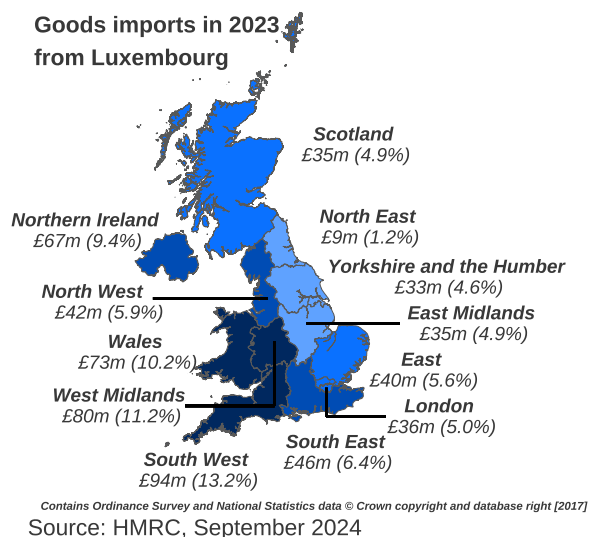 Goods imports in 2023
from Luxembourg
Scotland
£35m (4.9%)
Northern Ireland
£67m (9.4%)
North East
£9m (1.2%)
Yorkshire and the Humber
£33m (4.6%)
North West
£42m (5.9%)
East Midlands
£35m (4.9%)
Wales
£73m (10.2%)
East
£40m (5.6%)
West Midlands
£80m (11.2%)
London
£36m (5.0%)
South East
£46m (6.4%)
South West
£94m (13.2%)
Contains Ordinance Survey and National Statistics data © Crown copyright and database right [2017]
Source: HMRC, September 2024